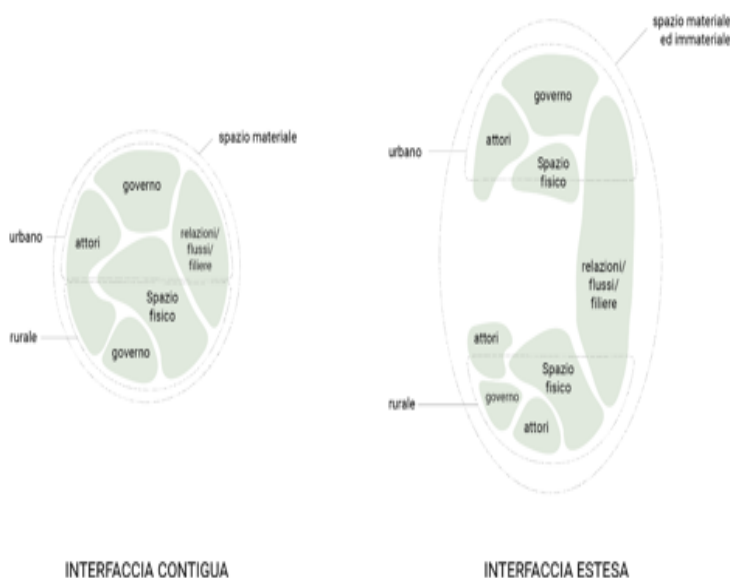 spazio materiale
governo
urbano
attori
relazioni/
flussi/
filiere
Spazio
fisico
rurale
governo
INTERFACCIA CONTIGUA
spazio materiale
ed immateriale
governo
attori
urbano
Spazio
fisico
relazioni/
flussi/
filiere
attori
Spazio
fisico
governo
rurale
attori
INTERFACCIA ESTESA